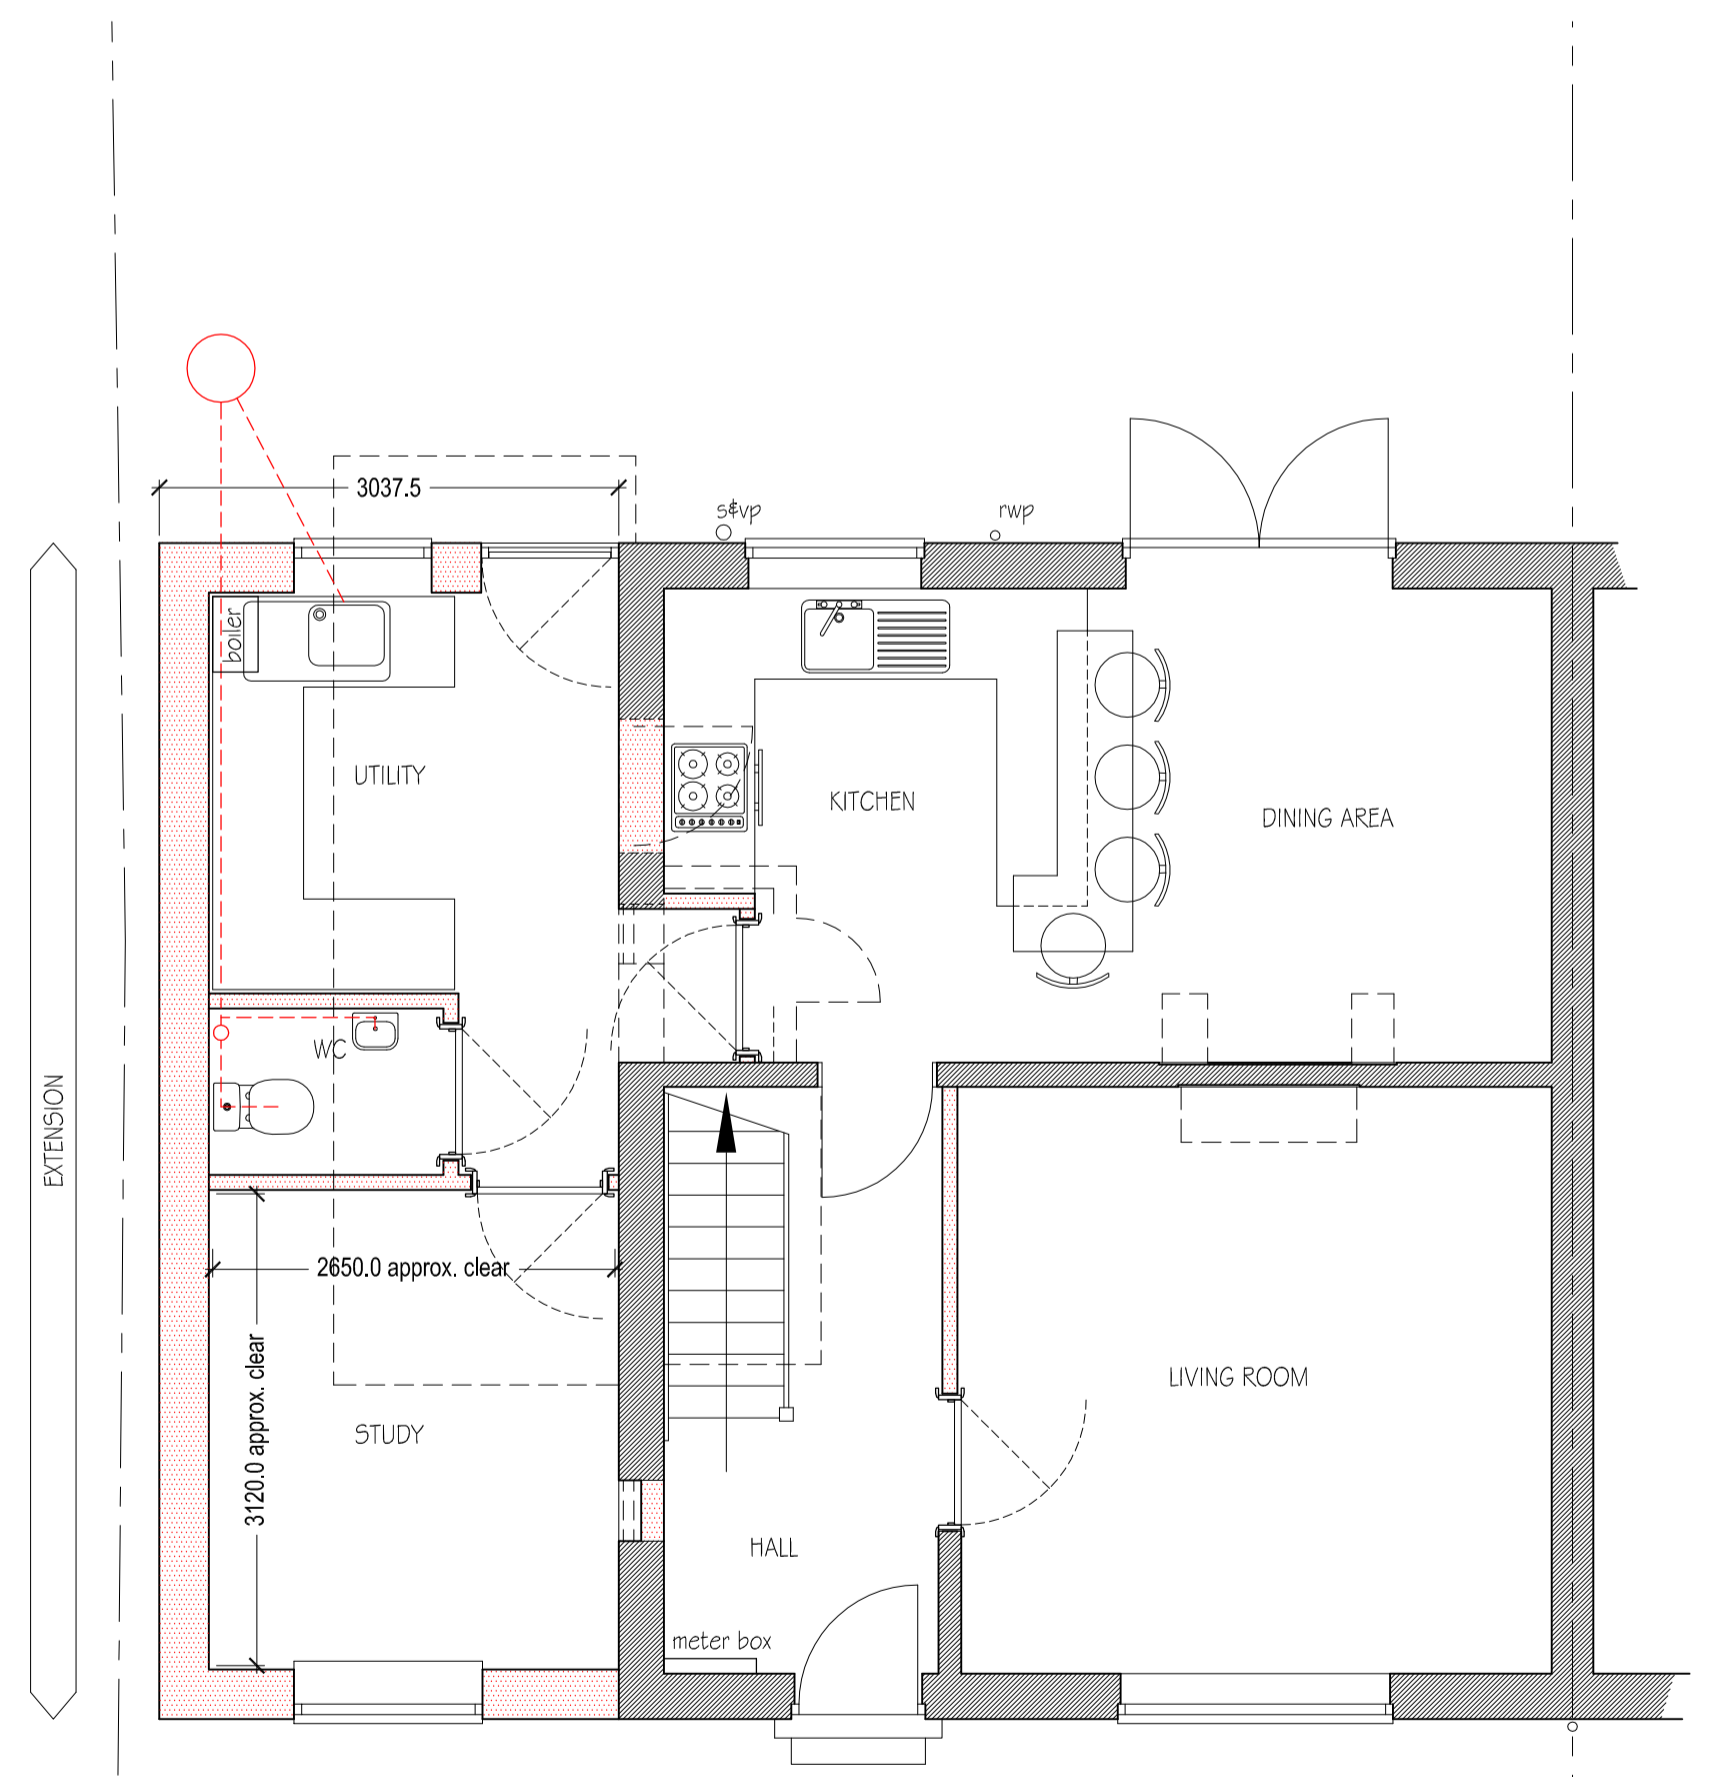 3037.5
s&vp
rwp
boiler
UTILITY
KITCHEN
DINING AREA
WC
EXTENSION
2650.0 approx. clear
3120.0 approx. clear
STUDY
LIVING ROOM
HALL
meter box